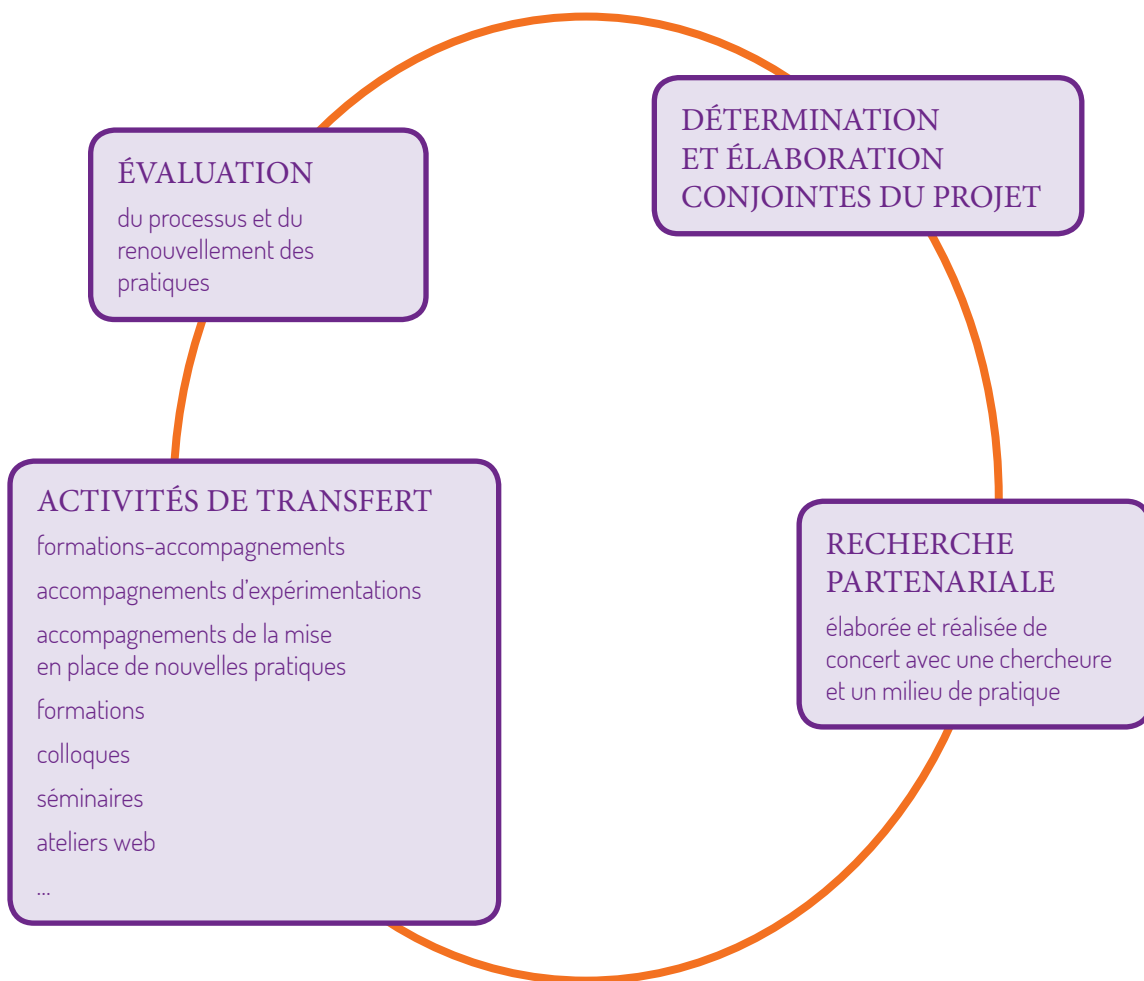 DÉTERMINATION
ET ÉLABORATION
CONJOINTES DU PROJET
ÉVALUATION
du processus et du
renouvellement des
pratiques
ACTIVITÉS DE TRANSFERT
formations-accompagnements
accompagnements d'expérimentations
accompagnements de la mise
en place de nouvelles pratiques
formations
colloques
séminaires
ateliers web
...
RECHERCHE
PARTENARIALE
élaborée et réalisée de
concert avec une chercheure
et un milieu de pratique